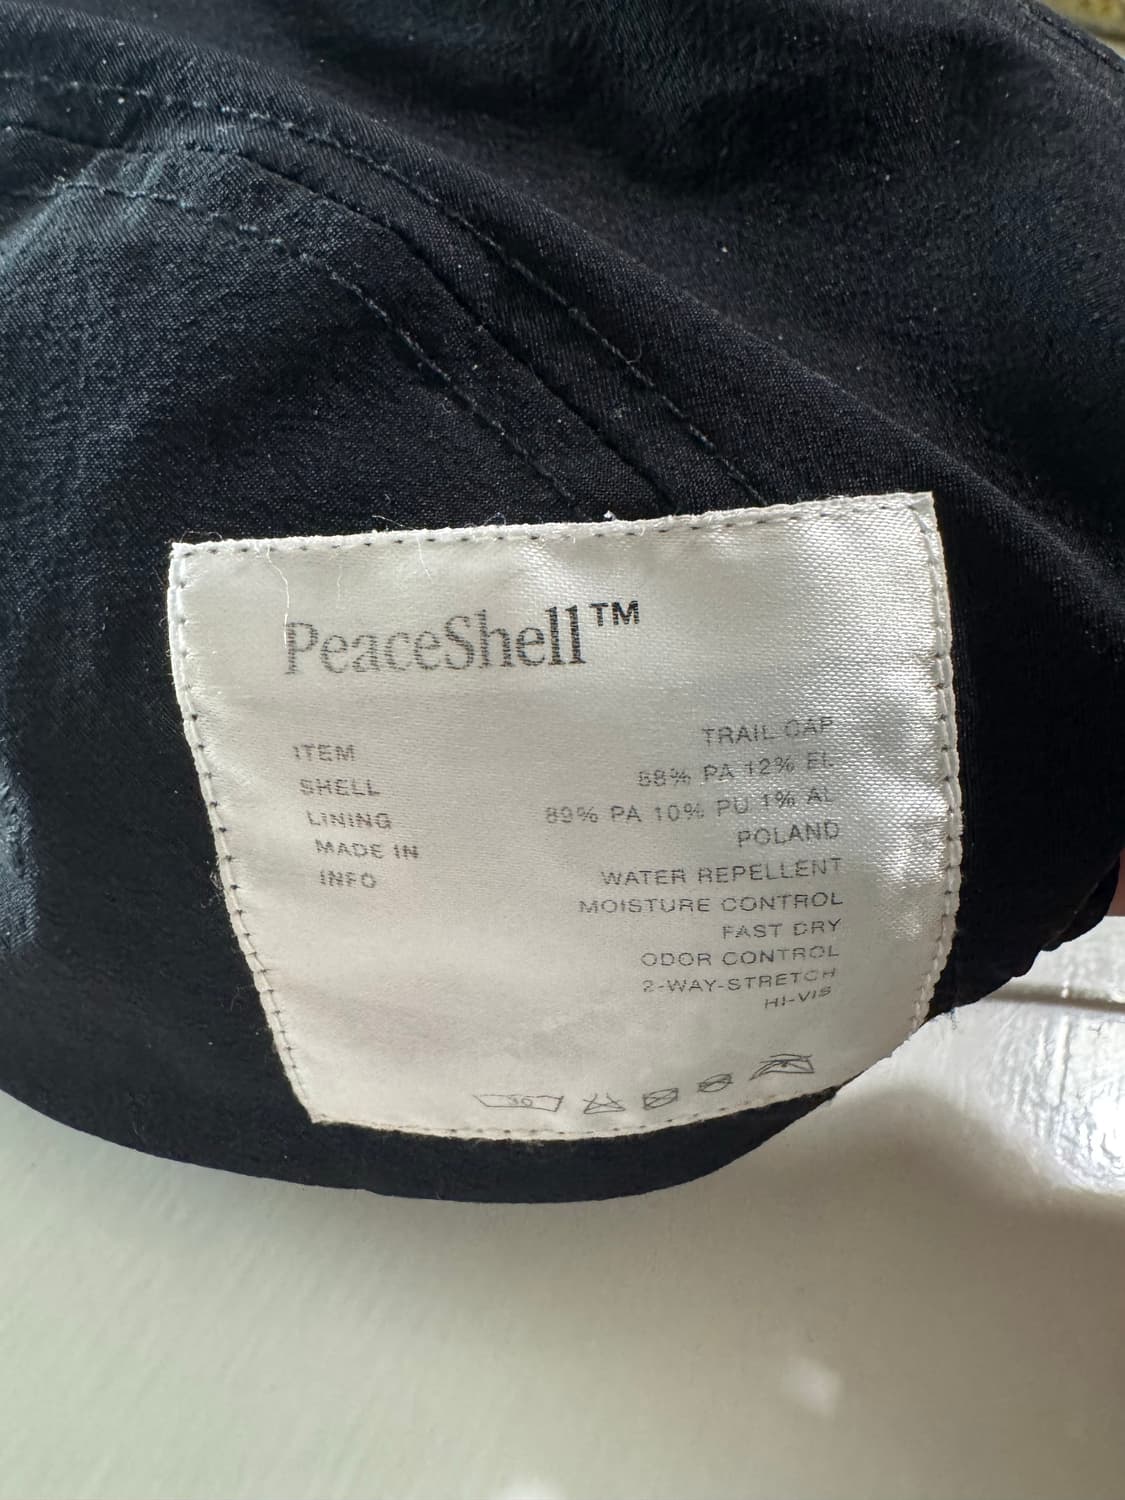 PeaceShell™
ITEM TRAIL CAP
SHELL 88% PA 12% EL
LINING 89% PA 10% PU 1% AL
MADE IN POLAND
INFO WATER REPELLENT
MOISTURE CONTROL
FAST DRY
ODOR CONTROL
2-WAY-STRETCH
HI-VIS
30